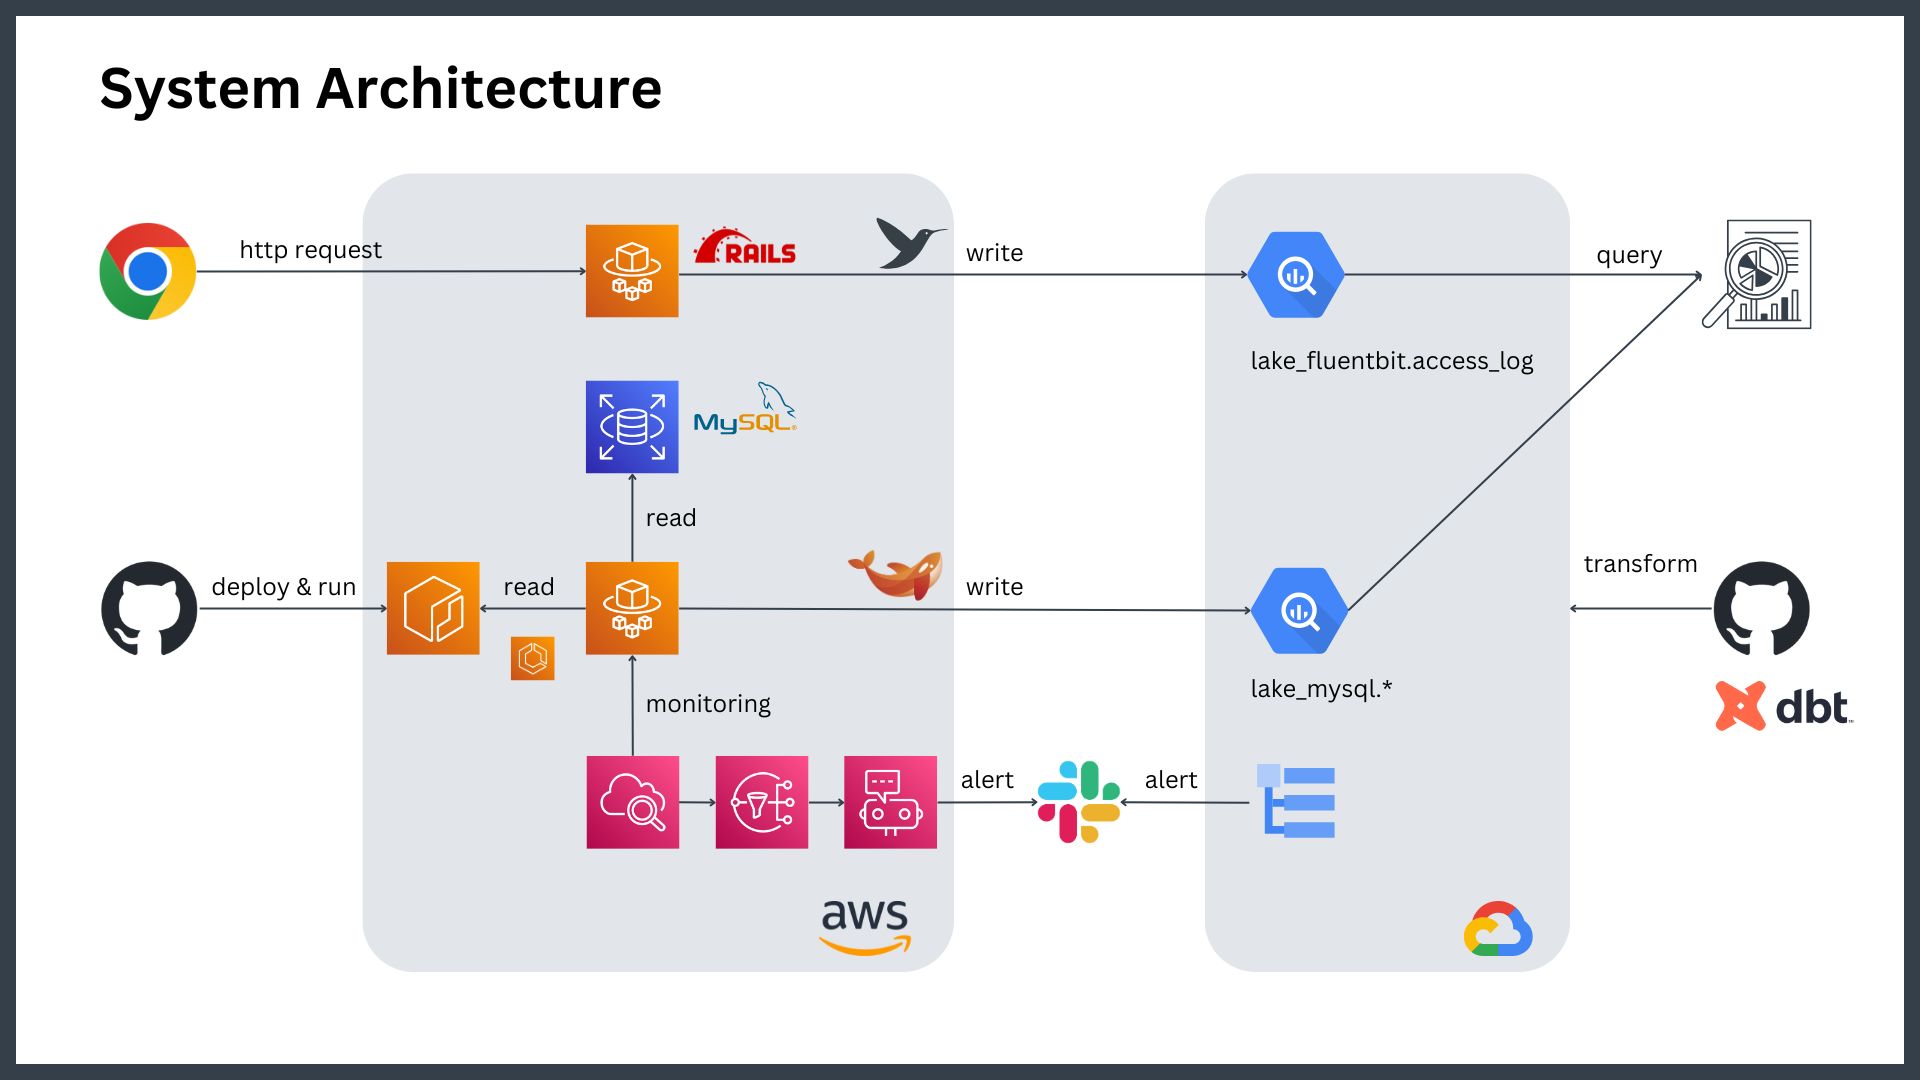 System Architecture
http request
RAILS
write
query
lake_fluentbit.access_log
MySQL®
read
transform
deploy & run
read
write
dbt™
monitoring
lake_mysql.*
alert
alert
aws